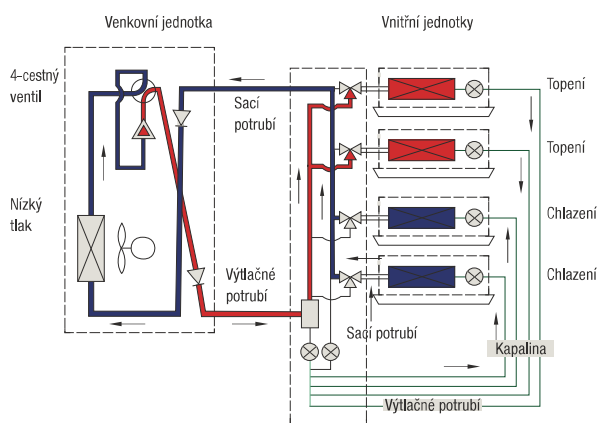 Venkovní jednotka
Vnitřní jednotky
4-cestný
ventil
Sací
potrubí
Topení
Topení
Nízký
tlak
Chlazení
Výtlačné
potrubí
Chlazení
Sací potrubí
Kapalina
Výtlačné potrubí